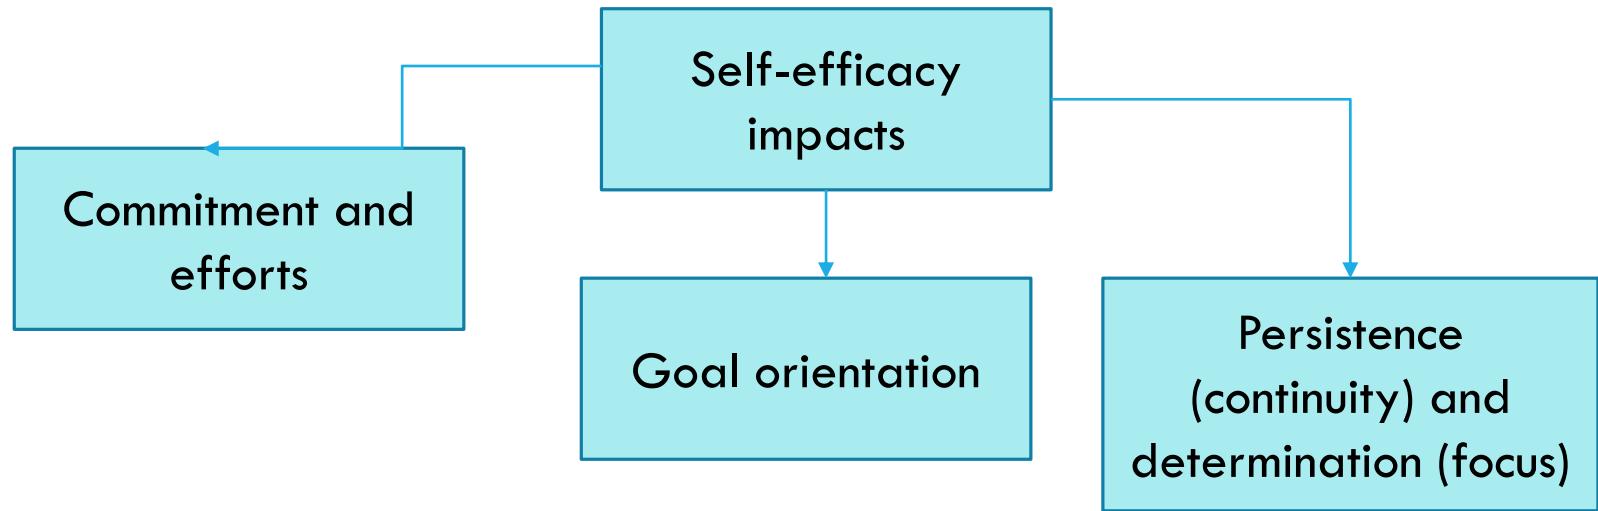 Self-efficacy
impacts
Commitment and
efforts
Goal orientation
Persistence
(continuity) and
determination (focus)